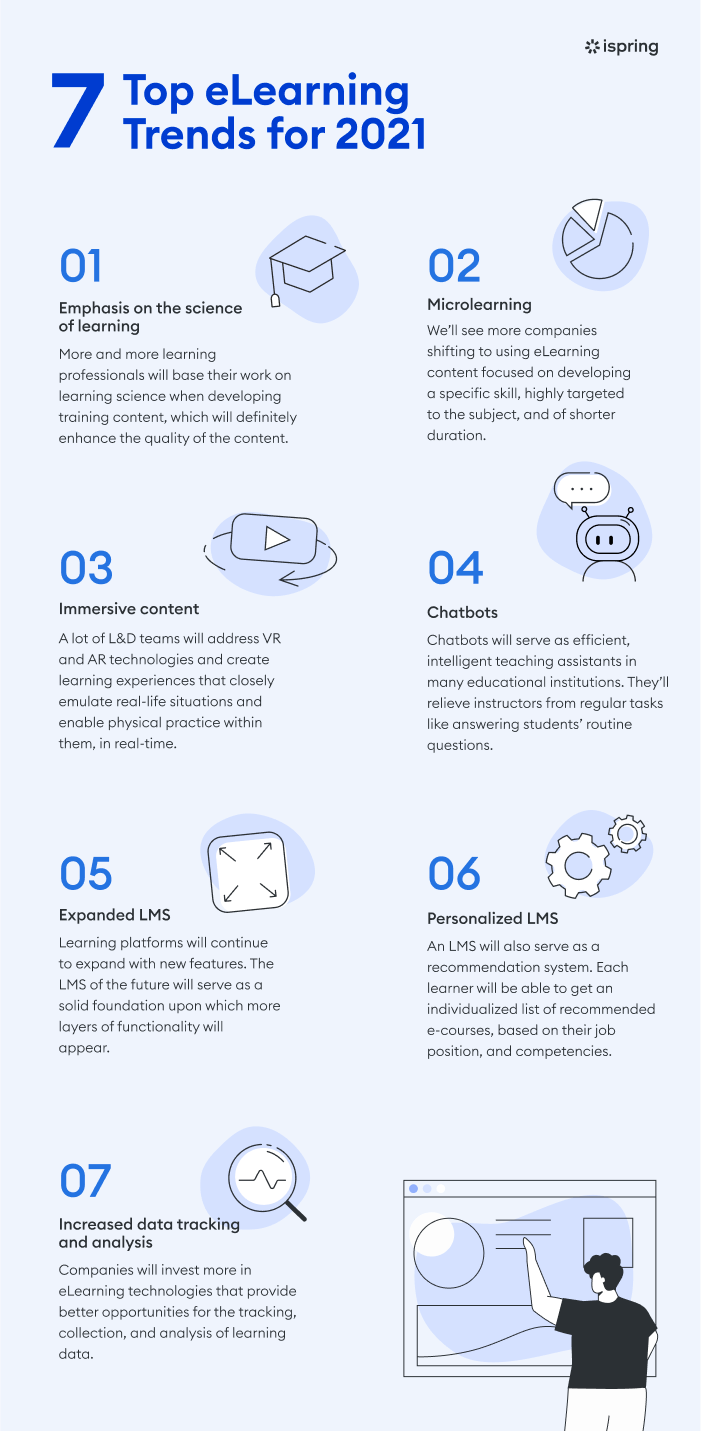 ispring
7 Top eLearning
Trends for 2021
01
Emphasis on the science
of learning
More and more learning
professionals will base their work on
learning science when developing
training content, which will definitely
enhance the quality of the content.
02
Microlearning
We'll see more companies
shifting to using eLearning
content focused on developing
a specific skill, highly targeted
to the subject, and of shorter
duration.
03
Immersive content
A lot of L&D teams will address VR
and AR technologies and create
learning experiences that closely
emulate real-life situations and
enable physical practice within
them, in real-time.
04
Chatbots
Chatbots will serve as efficient,
intelligent teaching assistants in
many educational institutions. They'll
relieve instructors from regular tasks
like answering students' routine
questions.
05
Expanded LMS
Learning platforms will continue
to expand with new features. The
LMS of the future will serve as a
solid foundation upon which more
layers of functionality will
appear.
06
Personalized LMS
An LMS will also serve as a
recommendation system. Each
learner will be able to get an
individualized list of recommended
e-courses, based on their job
position, and competencies.
07
Increased data tracking
and analysis
Companies will invest more in
eLearning technologies that provide
better opportunities for the tracking,
collection, and analysis of learning
data.